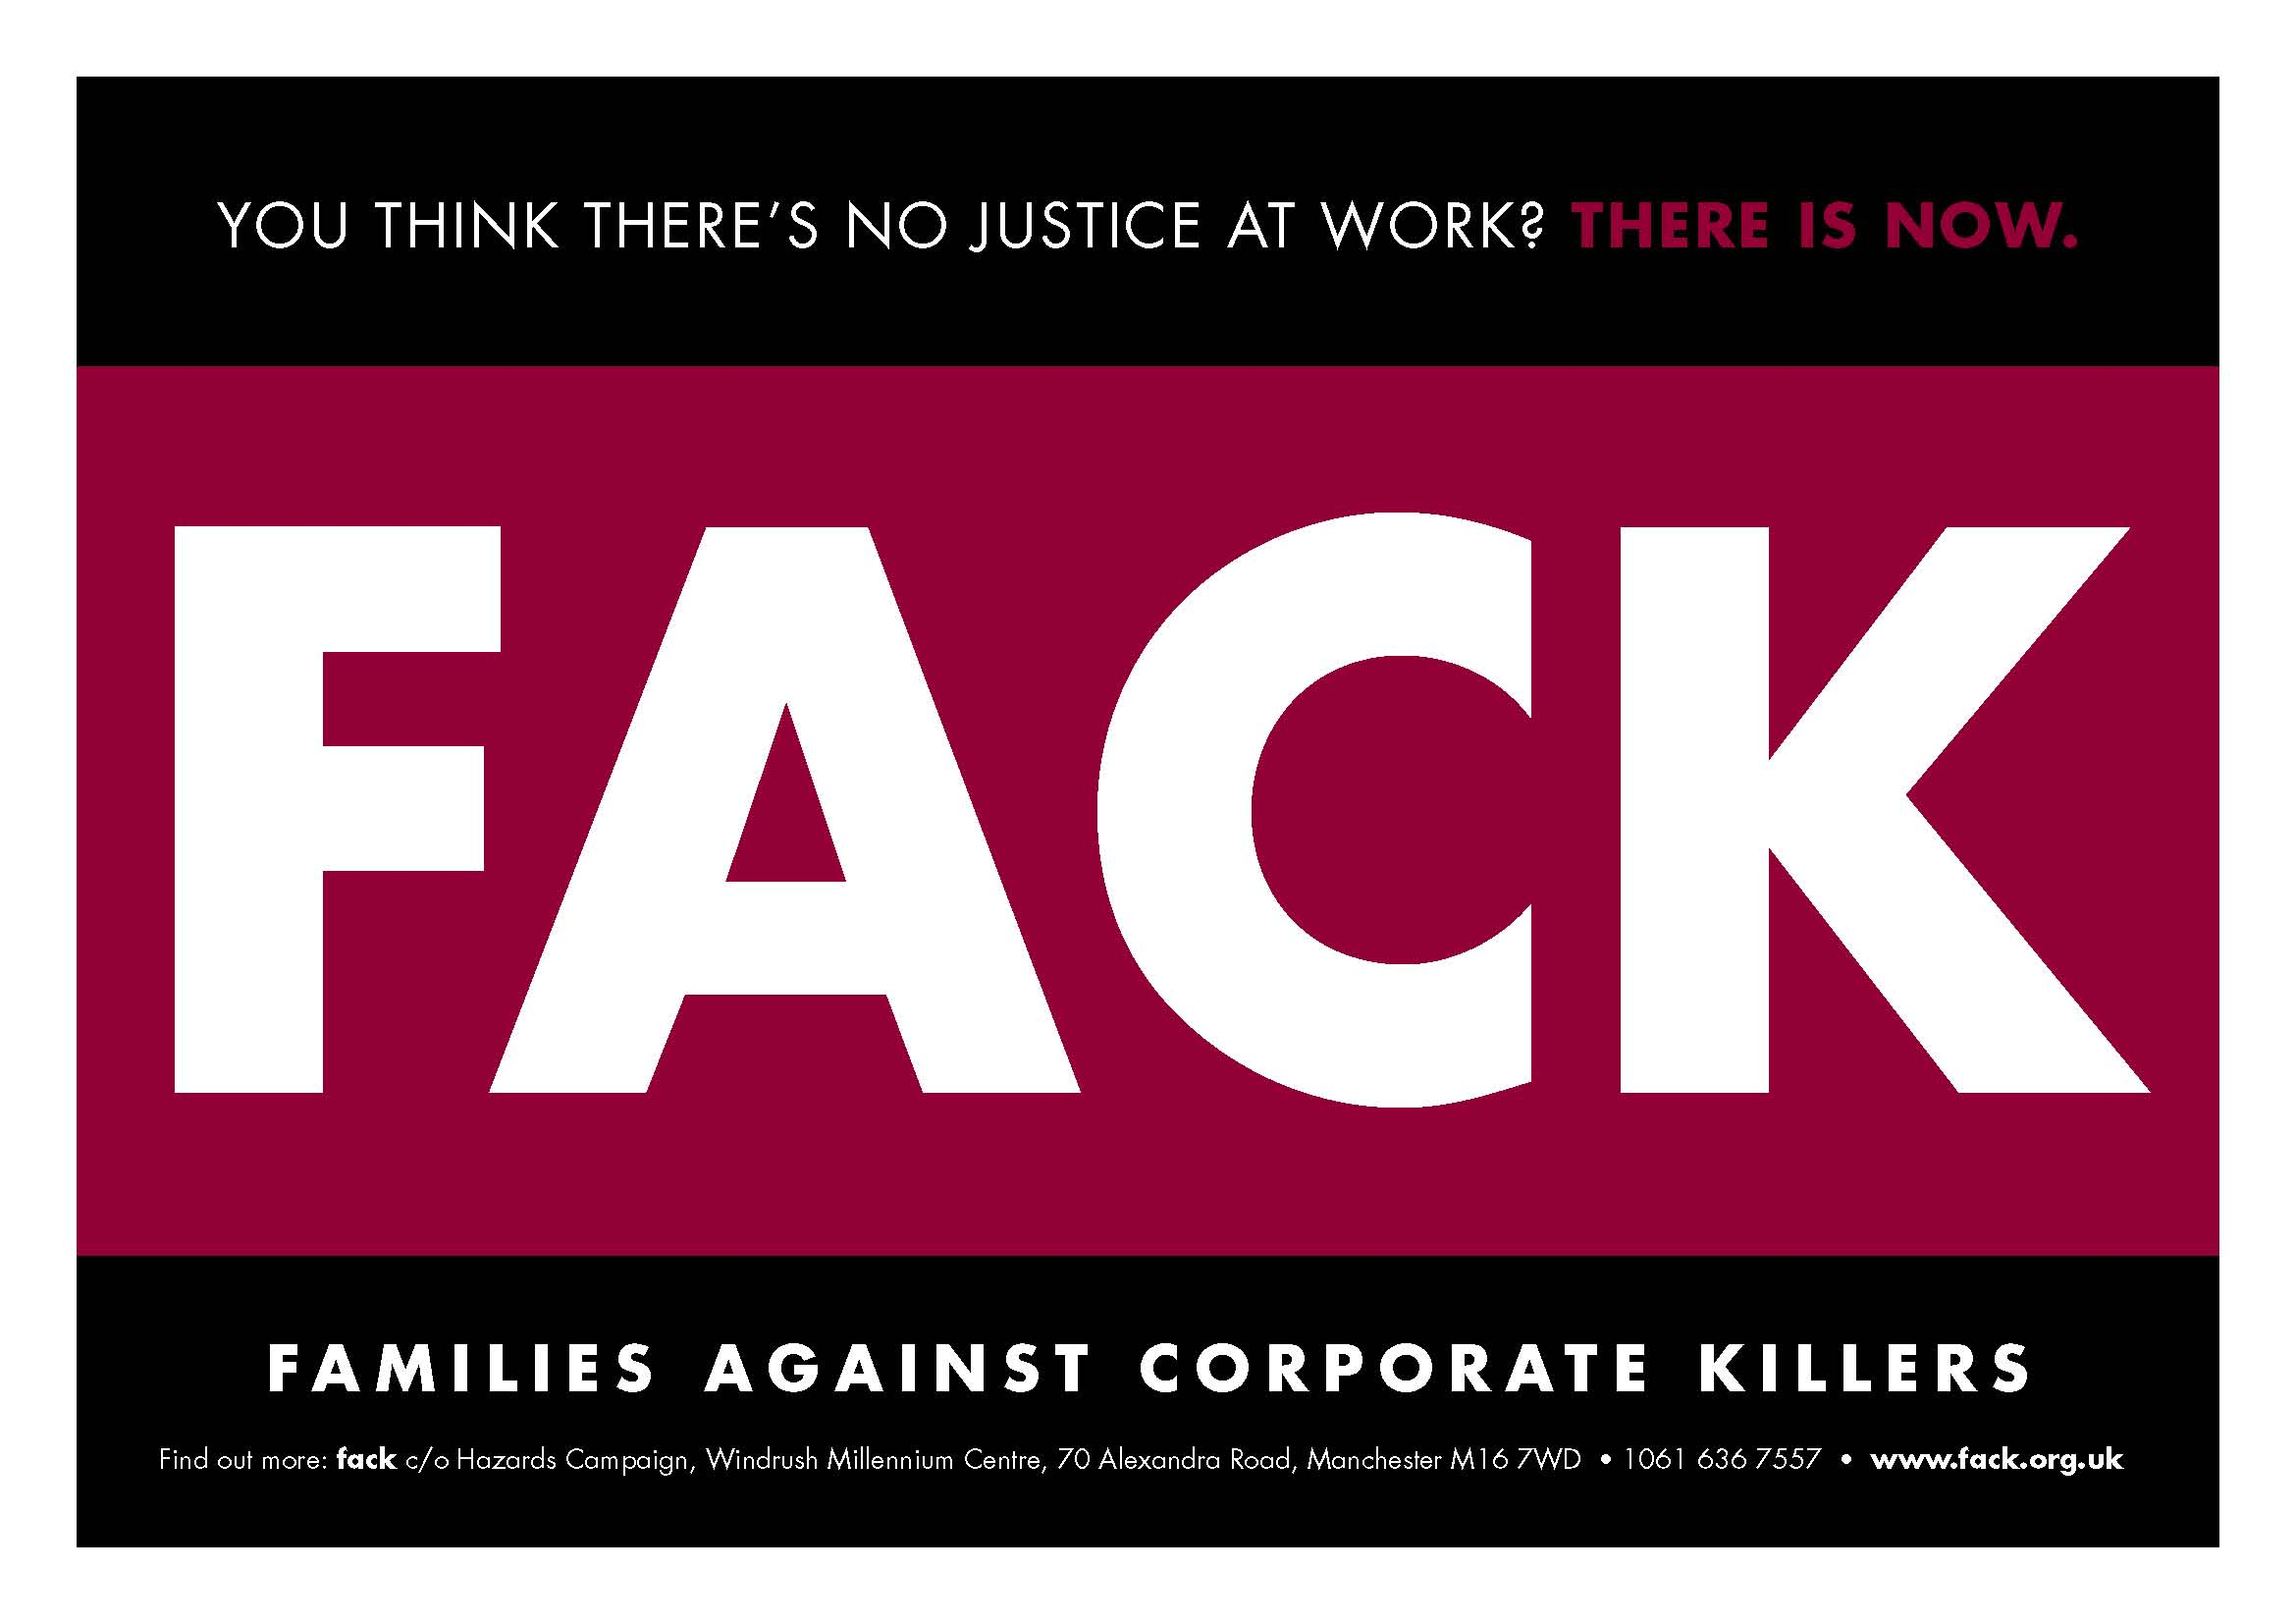 YOU THINK THERE’S NO JUSTICE AT WORK? THERE IS NOW.
FACK
FAMILIES AGAINST CORPORATE KILLERS
Find out more: fack c/o Hazards Campaign, Windrush Millennium Centre, 70 Alexandra Road, Manchester M16 7WD • 1061 636 7557 • www.fack.org.uk